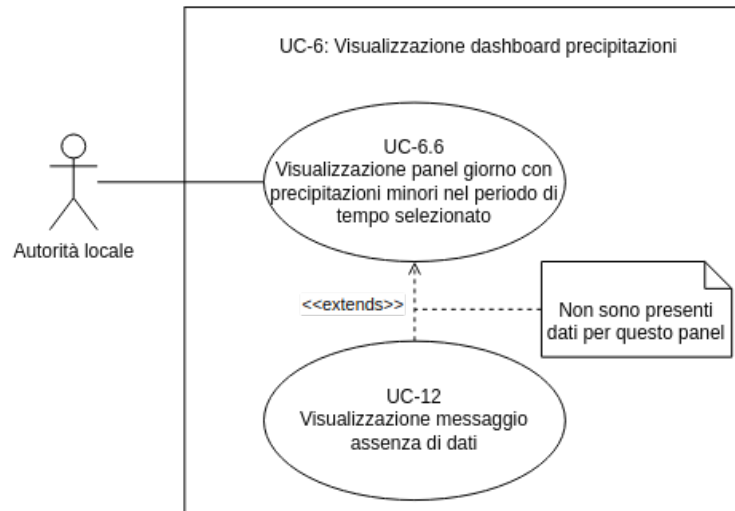 UC-6: Visualizzazione dashboard precipitazioni
UC-6.6
Visualizzazione panel giorno con
precipitazioni minori nel periodo di
tempo selezionato
Autorità locale
<<extends>>
Non sono presenti
dati per questo panel
UC-12
Visualizzazione messaggio
assenza di dati